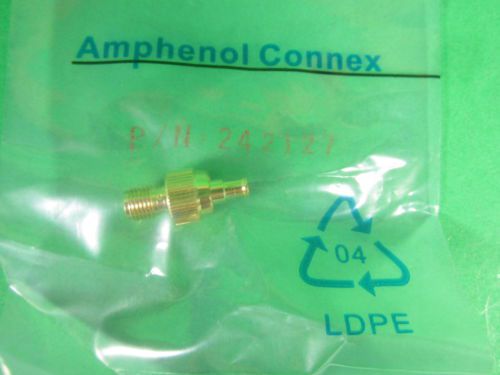 Amphenol Connex
P/N 242127
04
LDPE